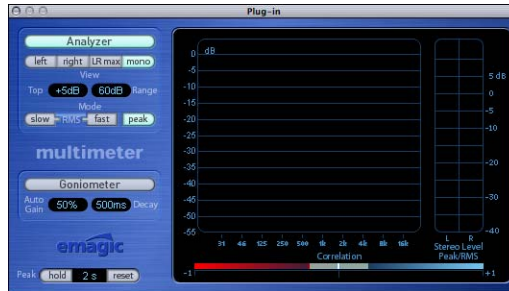 Plug-in
Analyzer
left right LR max mono
View
Top +5dB 60dB Range
Mode
slow RMS fast peak
multimeter
Goniometer
Auto Gain 50% 500ms Decay
emagic
Peak hold 2 s reset
dB
0
-5
-10
-15
-20
-25
-30
-35
-40
-45
-50
-55
31 125 250 500 1k 2k 4k 8k 16k
Correlation
-1 +1
5 dB
0
-5
-10
-20
-30
-40
L R
Stereo Level
Peak/RMS